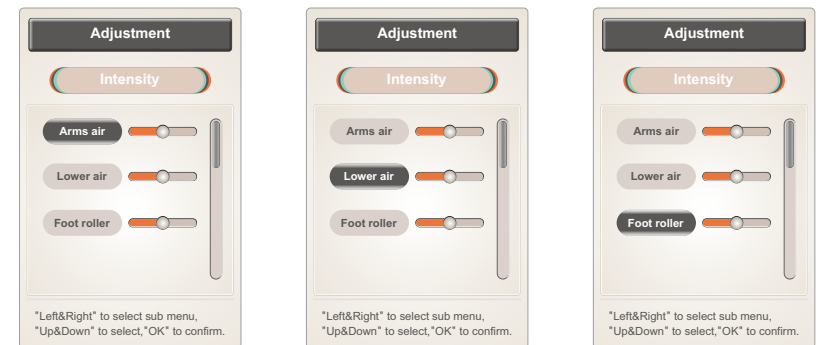 Adjustment
Intensity
Arms air
Lower air
Foot roller
"Left&Right" to select sub menu,
"Up&Down" to select,"OK" to confirm.
Adjustment
Intensity
Arms air
Lower air
Foot roller
"Left&Right" to select sub menu,
"Up&Down" to select,"OK" to confirm.
Adjustment
Intensity
Arms air
Lower air
Foot roller
"Left&Right" to select sub menu,
"Up&Down" to select,"OK" to confirm.